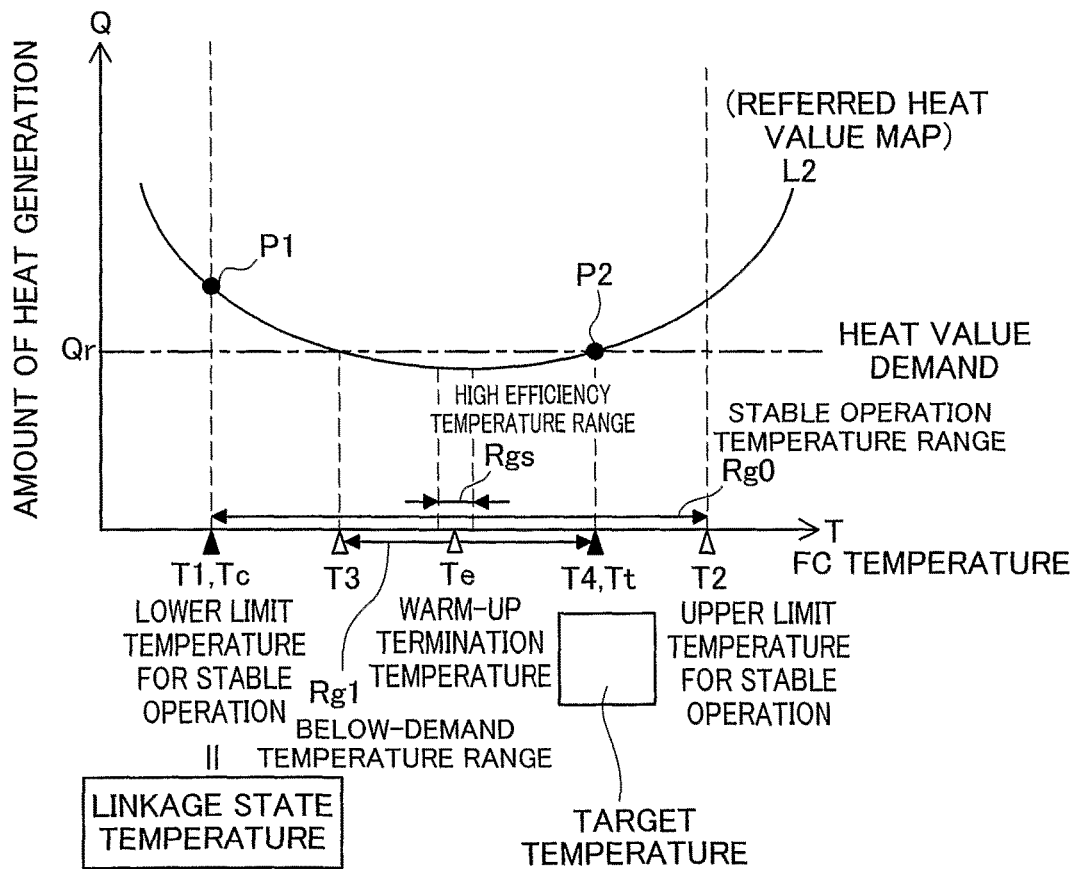 Q
AMOUNT OF HEAT GENERATION
(REFERRED HEAT
VALUE MAP)
L2
P1
P2
Qr
HEAT VALUE
DEMAND
HIGH EFFICIENCY
TEMPERATURE RANGE
Rgs
STABLE OPERATION
TEMPERATURE RANGE
Rg0
T
FC TEMPERATURE
T1,Tc
T3
Te
T4,Tt
T2
LOWER LIMIT
TEMPERATURE
FOR STABLE
OPERATION
WARM-UP
TERMINATION
TEMPERATURE
UPPER LIMIT
TEMPERATURE
FOR STABLE
OPERATION
Rg1
BELOW-DEMAND
TEMPERATURE RANGE
=
LINKAGE STATE
TEMPERATURE
TARGET
TEMPERATURE